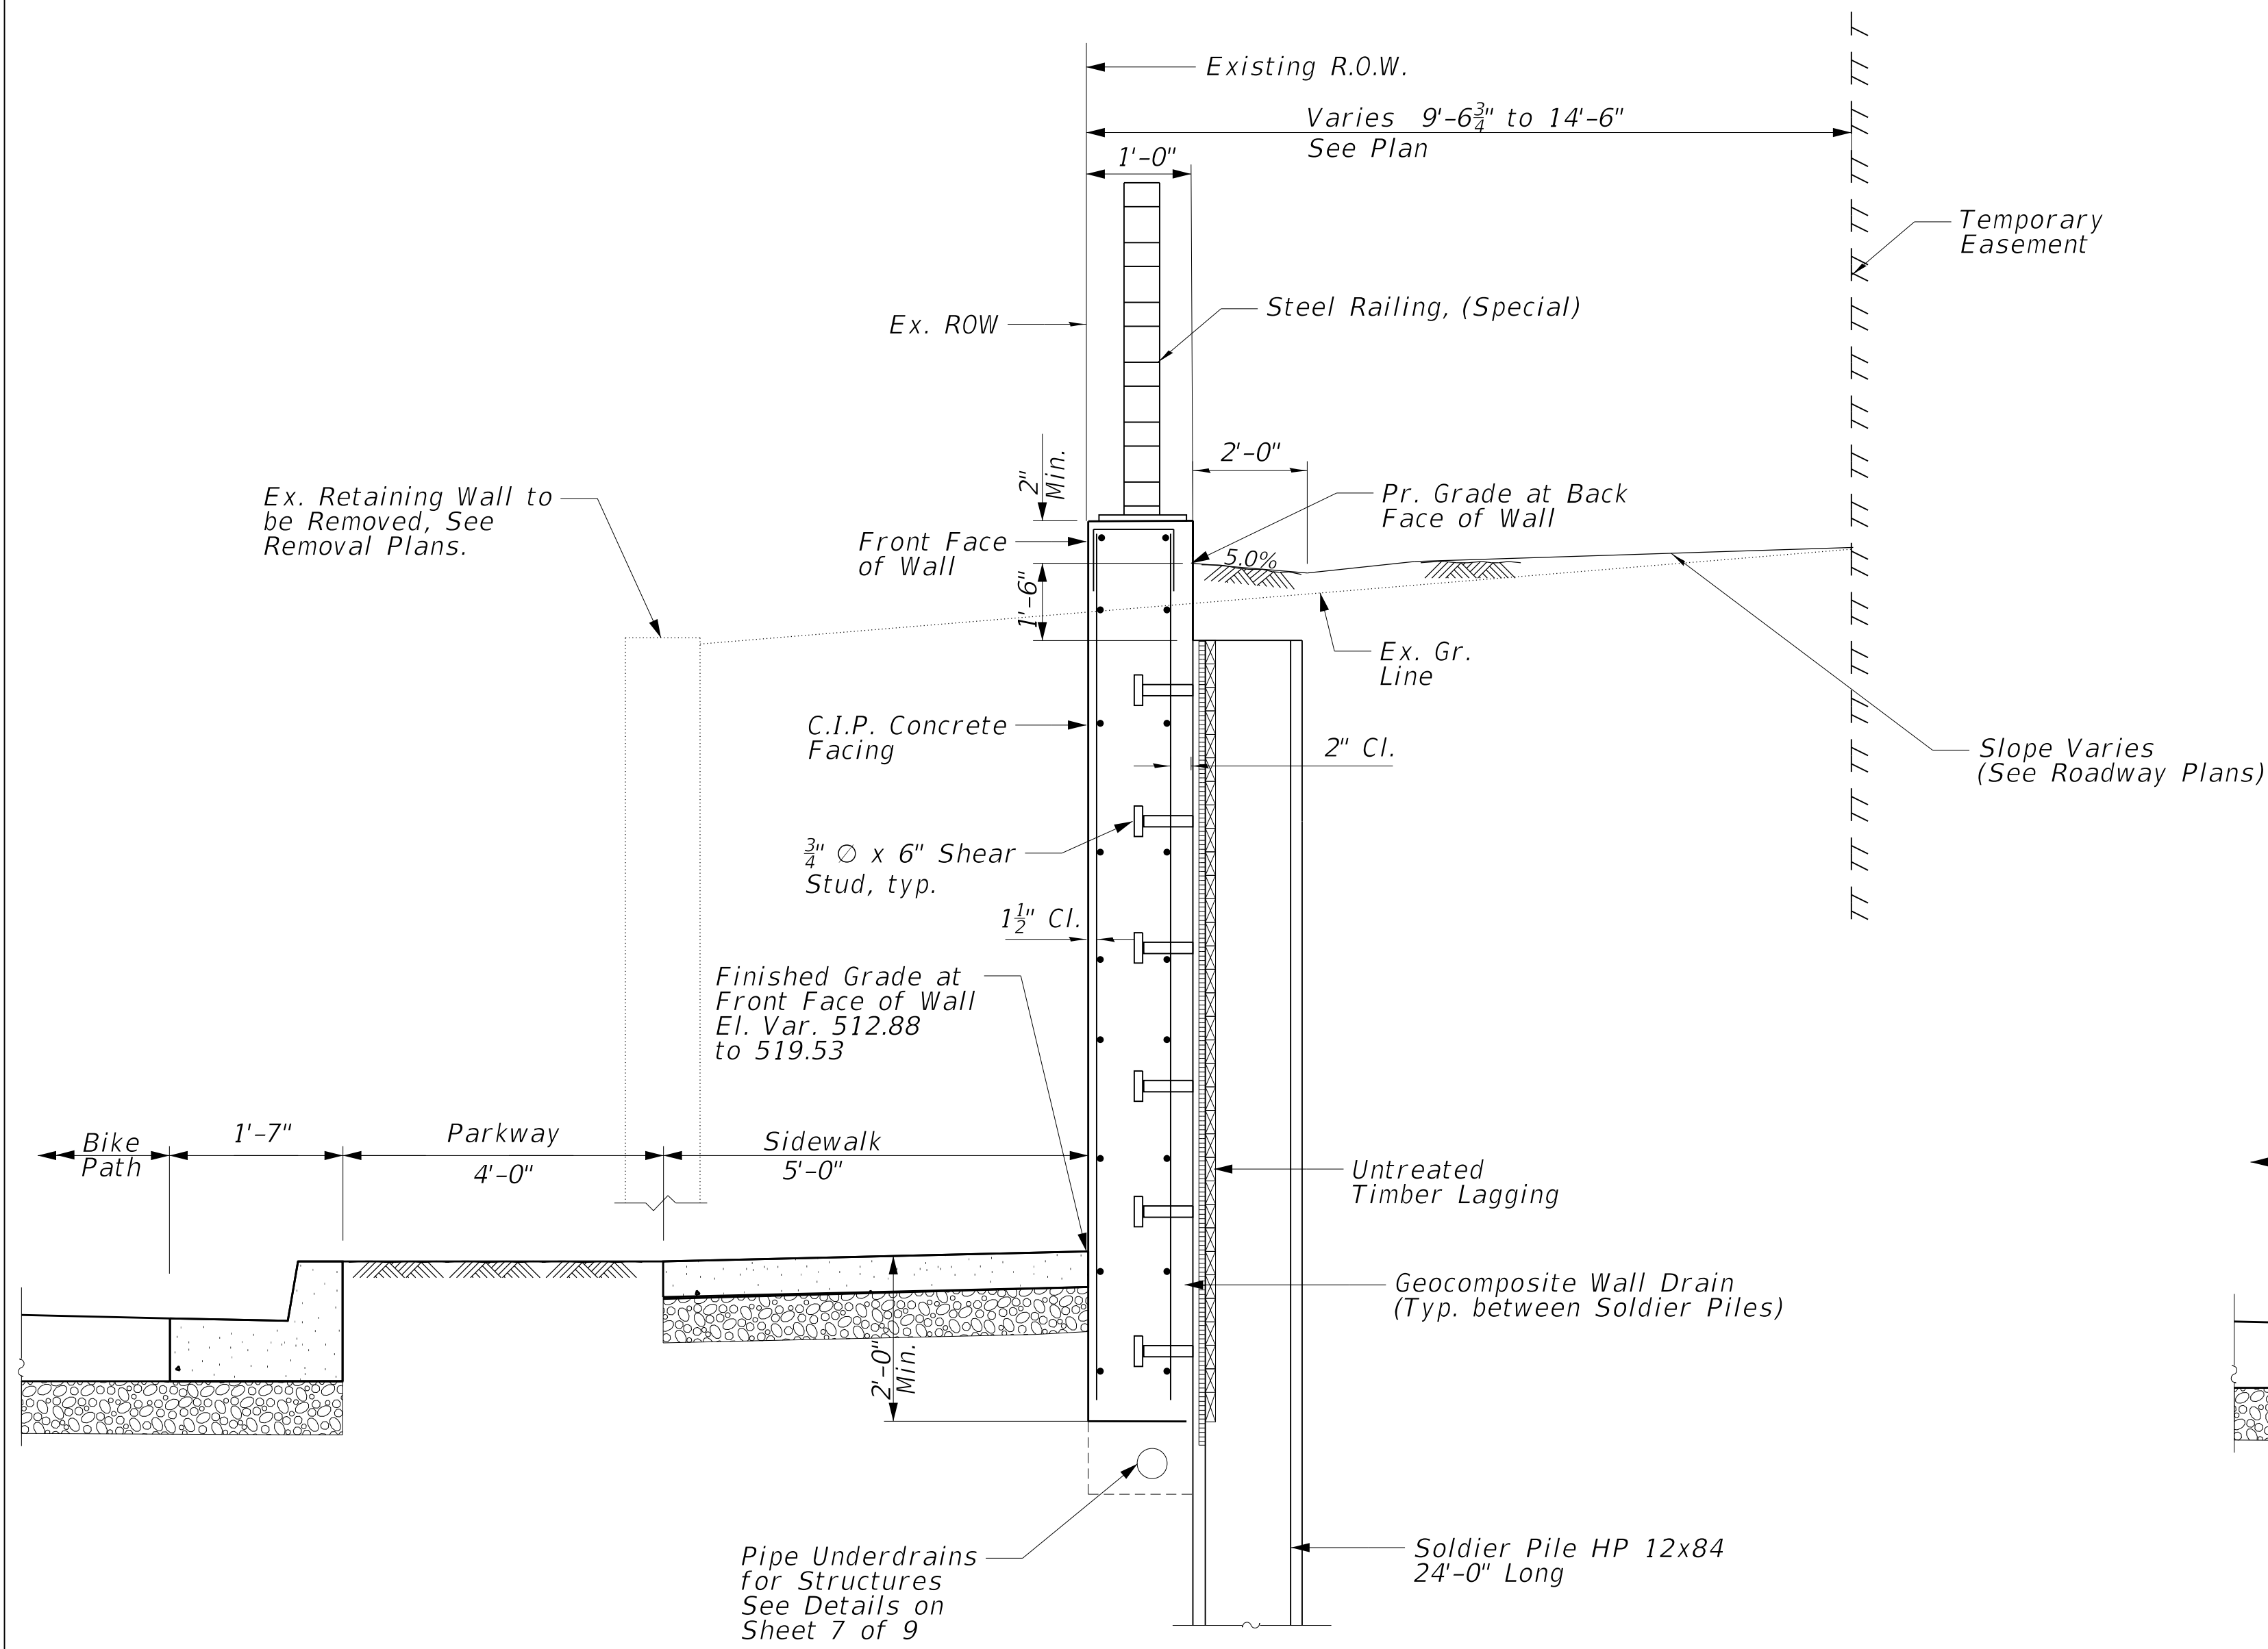 Existing R.O.W.
Varies 9'-6¾" to 14'-6"
See Plan
1'-0"
Temporary
Easement
Ex. ROW
Steel Railing, (Special)
2"
Min.
2'-0"
Ex. Retaining Wall to
be Removed, See
Removal Plans.
Pr. Grade at Back
Face of Wall
Front Face
of Wall
5.0%
1'-6"
Ex. Gr.
Line
C.I.P. Concrete
Facing
2" Cl.
Slope Varies
(See Roadway Plans)
¾" ∅ x 6" Shear
Stud, typ.
1½" Cl.
Finished Grade at
Front Face of Wall
El. Var. 512.88
to 519.53
Bike
Path
1'-7"
Parkway
4'-0"
Sidewalk
5'-0"
Untreated
Timber Lagging
Geocomposite Wall Drain
(Typ. between Soldier Piles)
2'-0"
Min.
Pipe Underdrains
for Structures
See Details on
Sheet 7 of 9
Soldier Pile HP 12x84
24'-0" Long